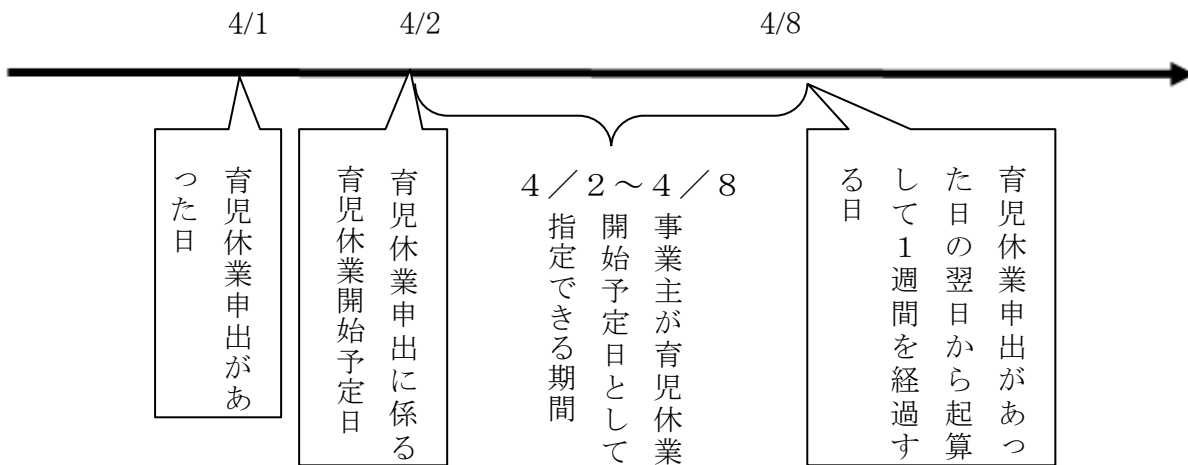 4/1
4/2
4/8
育児休業申出があ
った日
育児休業申出に係る
育児休業開始予定日
4／2～4／8
事業主が育児休業
開始予定日として
指定できる期間
育児休業申出があっ
た日の翌日から起算
して1週間を経過す
る日